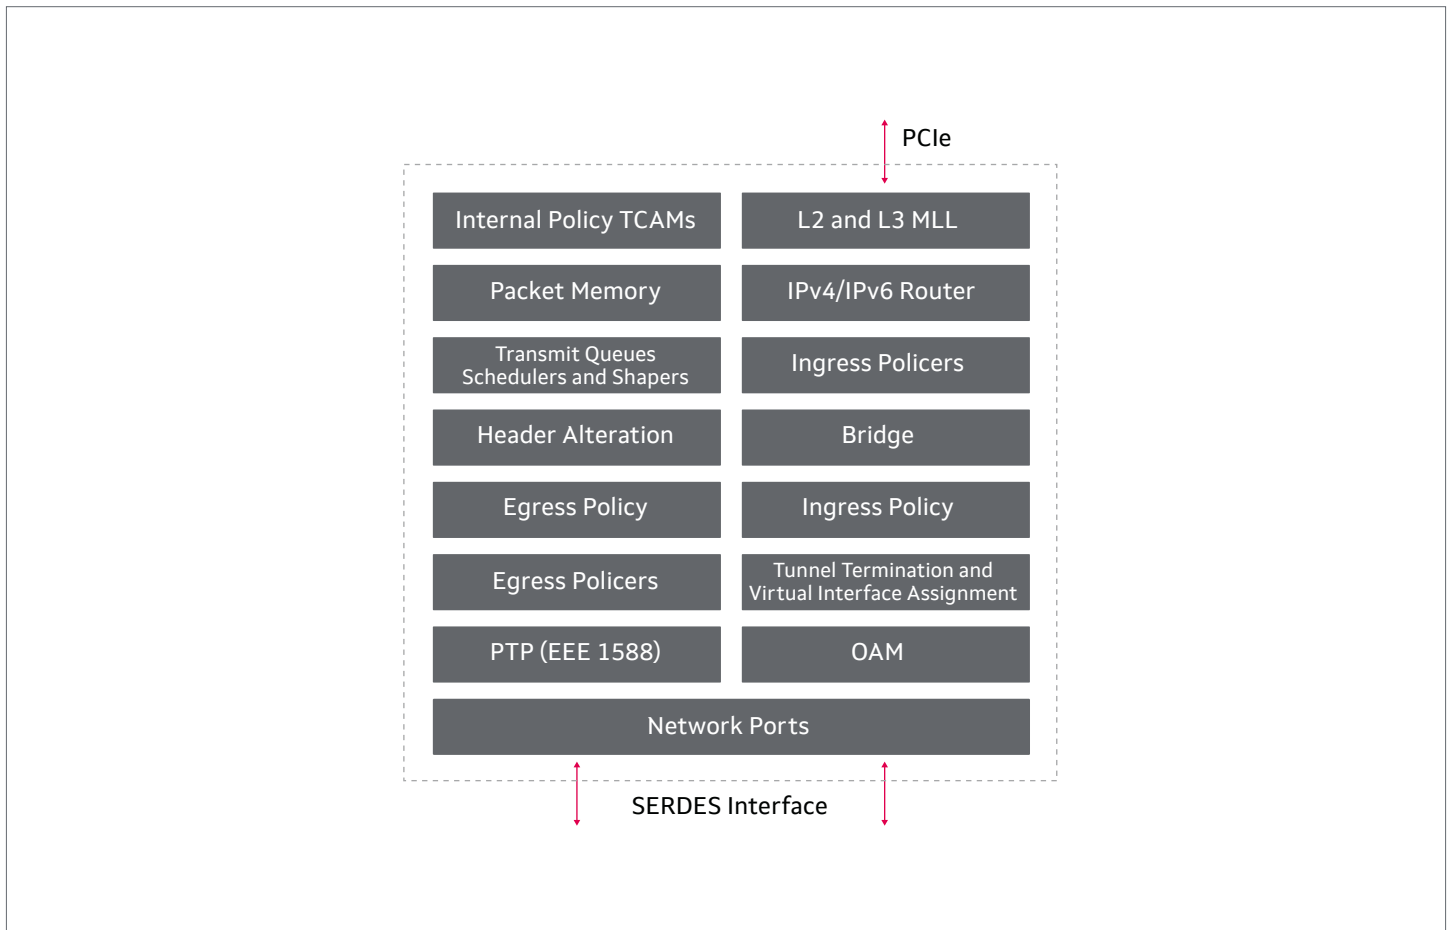 PCIe
Internal Policy TCAMs
L2 and L3 MLL
Packet Memory
IPv4/IPv6 Router
Transmit Queues
Schedulers and Shapers
Ingress Policers
Header Alteration
Bridge
Egress Policy
Ingress Policy
Egress Policers
Tunnel Termination and
Virtual Interface Assignment
PTP (EEE 1588)
OAM
Network Ports
SERDES Interface